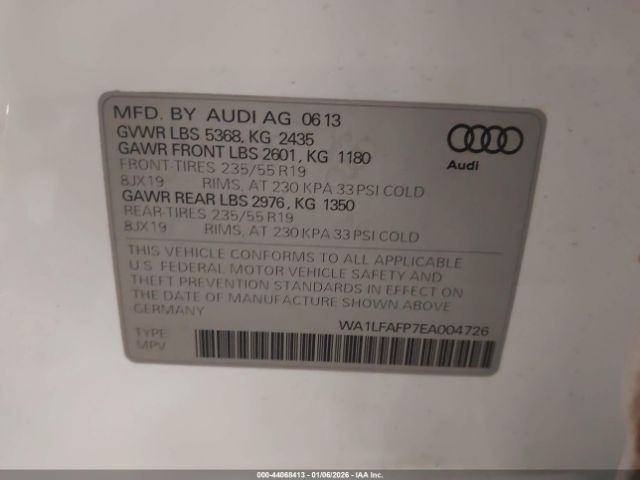 MFD. BY AUDI AG 0613
GVWR LBS 5368, KG 2435
GAWR FRONT LBS 2601, KG 1180
FRONT-TIRES 235/55 R19
8JX19 RIMS, AT 230 KPA 33 PSI COLD
GAWR REAR LBS 2976, KG 1350
REAR-TIRES 235/55 R19
8JX19 RIMS, AT 230 KPA 33 PSI COLD
Audi
THIS VEHICLE CONFORMS TO ALL APPLICABLE
U.S. FEDERAL MOTOR VEHICLE SAFETY AND
THEFT PREVENTION STANDARDS IN EFFECT ON
THE DATE OF MANUFACTURE SHOWN ABOVE.
GERMANY
WA1LFAFP7EA004726
TYPE
MPV
000-44068413 - 01/06/2026 - IAAI.COM